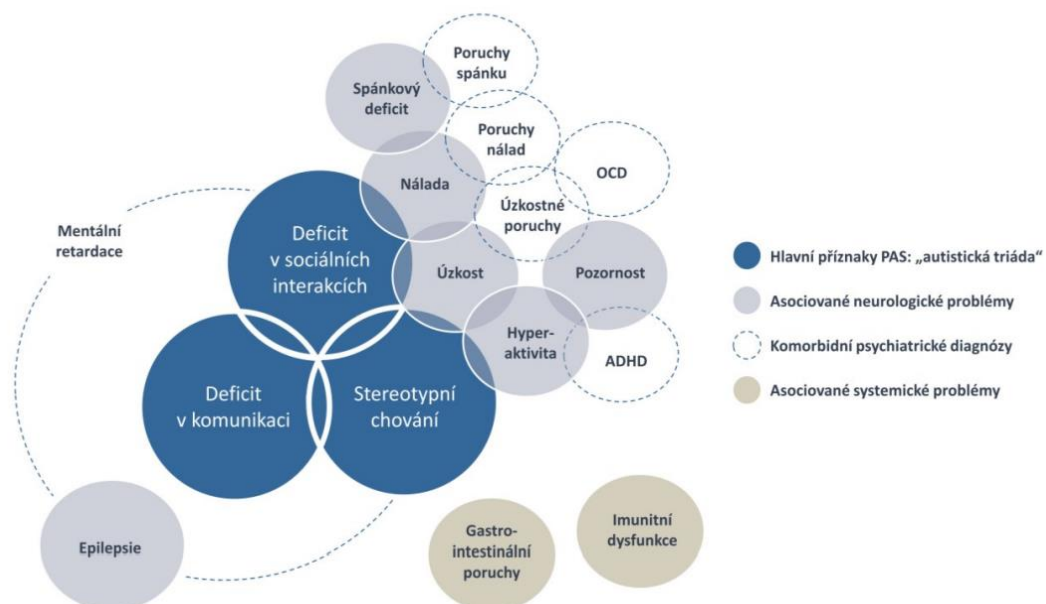 Poruchy
spánku
Spánkový
deficit
Poruchy
nálad
OCD
Nálada
Úzkostné
poruchy
Mentální
retardace
Deficit
v sociálních
interakcích
Úzkost
Pozornost
Hyper-
aktivita
ADHD
Deficit
v komunikaci
Stereotypní
chování
Epilepsie
Gastro-
intestinální
poruchy
Imunitní
dysfunkce
Hlavní příznaky PAS: „autistická triáda“
Asociované neurologické problémy
Komorbidní psychiatrické diagnózy
Asociované systemické problémy